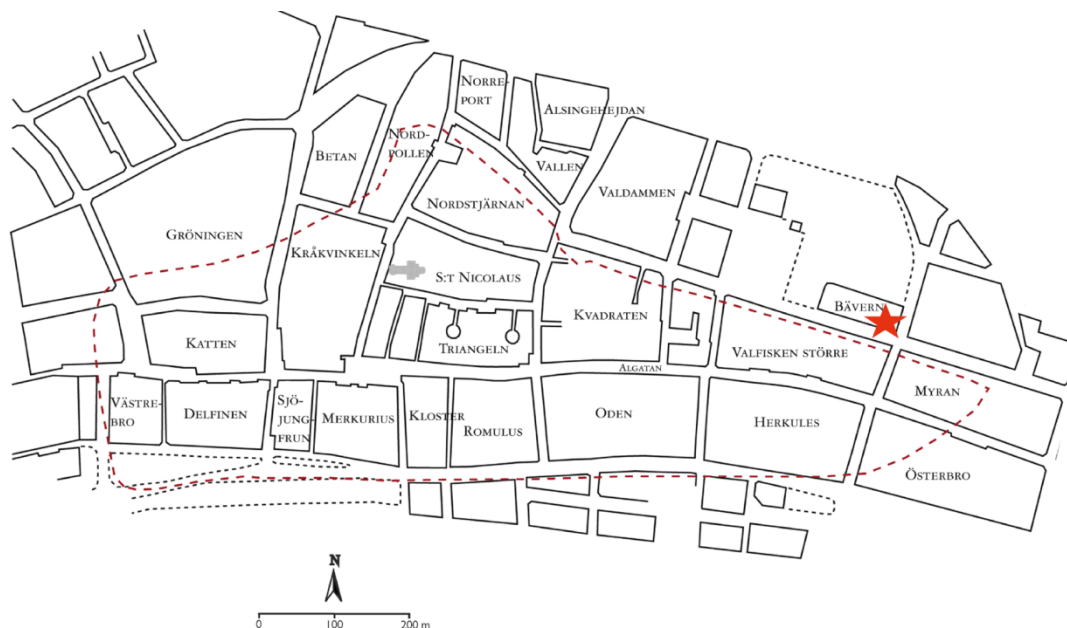 Norre-
port
Alsingehejdan
Nord-
pollen
Betan
Vallen
Valdammen
Nordstjärnan
Gröningen
Kråkvinkeln
S:t Nicolaus
Bävern
Kvadraten
Katten
Triangeln
Valfisken större
Algatan
Myran
Västre-
bro
Delfinen
Sjö-
jung-
frun
Merkurius
Kloster
Romulus
Oden
Herkules
Österbro
N
0 100 200 m